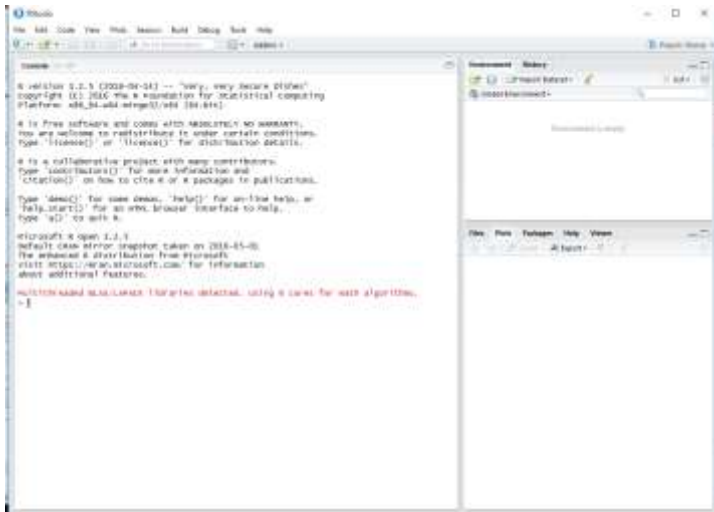 RStudio
File Edit Code View Plots Session Build Debug Tools Help
Addins
Console
Environment History
Import Dataset
Global Environment
Environment is empty
R version 3.2.5 (2016-04-14) -- "Very, Very Secure Dishes"
Copyright (C) 2016 The R Foundation for Statistical Computing
Platform: x86_64-w64-mingw32/x64 (64-bit)
R is free software and comes with ABSOLUTELY NO WARRANTY.
You are welcome to redistribute it under certain conditions.
Type 'license()' or 'licence()' for distribution details.
R is a collaborative project with many contributors.
Type 'contributors()' for more information and
'citation()' on how to cite R or R packages in publications.
Type 'demo()' for some demos, 'help()' for on-line help, or
'help.start()' for an HTML browser interface to help.
Type 'q()' to quit R.
Microsoft R Open 3.2.5
Default CRAN mirror snapshot taken on 2016-05-01
The enhanced R distribution from Microsoft
Visit https://mran.microsoft.com/ for information
about additional features.
Multithreaded BLAS/LAPACK libraries detected. Using 6 cores for math algorithms.
>
Files Plots Packages Help Viewer
Export